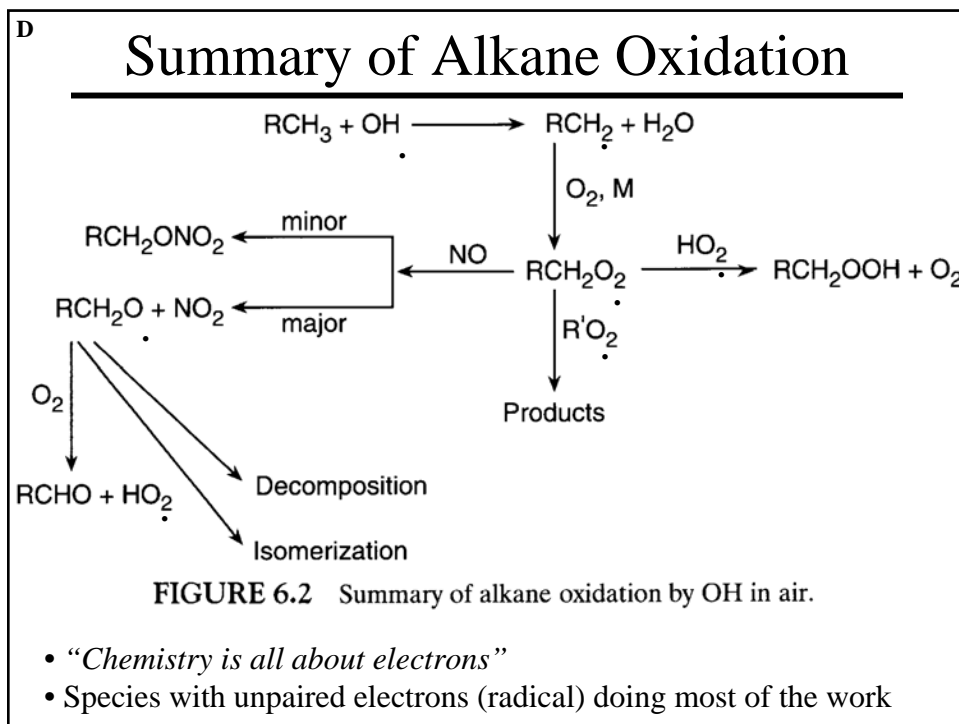 D
Summary of Alkane Oxidation
RCH3 + OH → RCH2 + H2O
O2, M
RCH2ONO2
minor
NO
RCH2O2
HO2
RCH2OOH + O2
RCH2O + NO2
major
R'O2
O2
Products
RCHO + HO2
Decomposition
Isomerization
FIGURE 6.2 Summary of alkane oxidation by OH in air.
• “Chemistry is all about electrons”
• Species with unpaired electrons (radical) doing most of the work